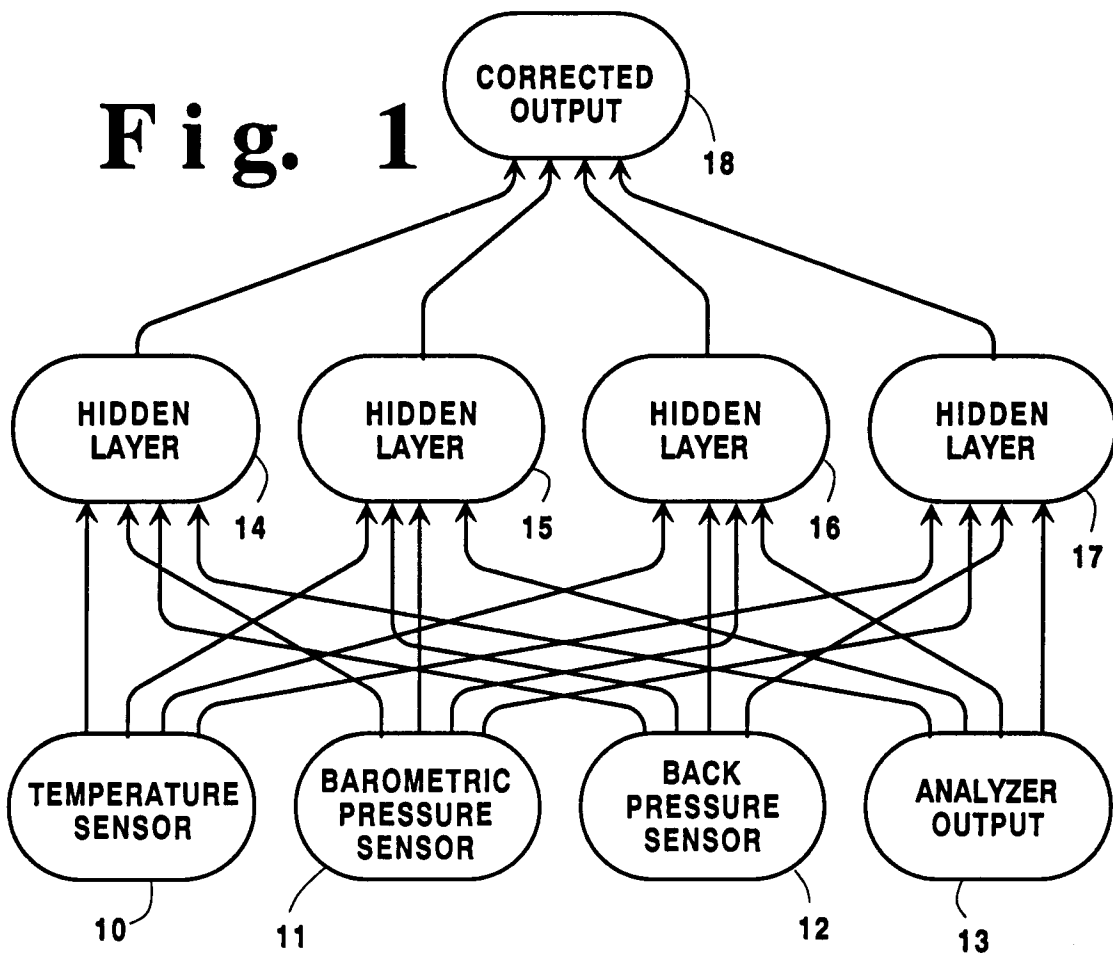 Fig. 1
CORRECTED
OUTPUT
18
HIDDEN
LAYER
HIDDEN
LAYER
HIDDEN
LAYER
HIDDEN
LAYER
14
15
16
17
TEMPERATURE
SENSOR
BAROMETRIC
PRESSURE
SENSOR
BACK
PRESSURE
SENSOR
ANALYZER
OUTPUT
10
11
12
13